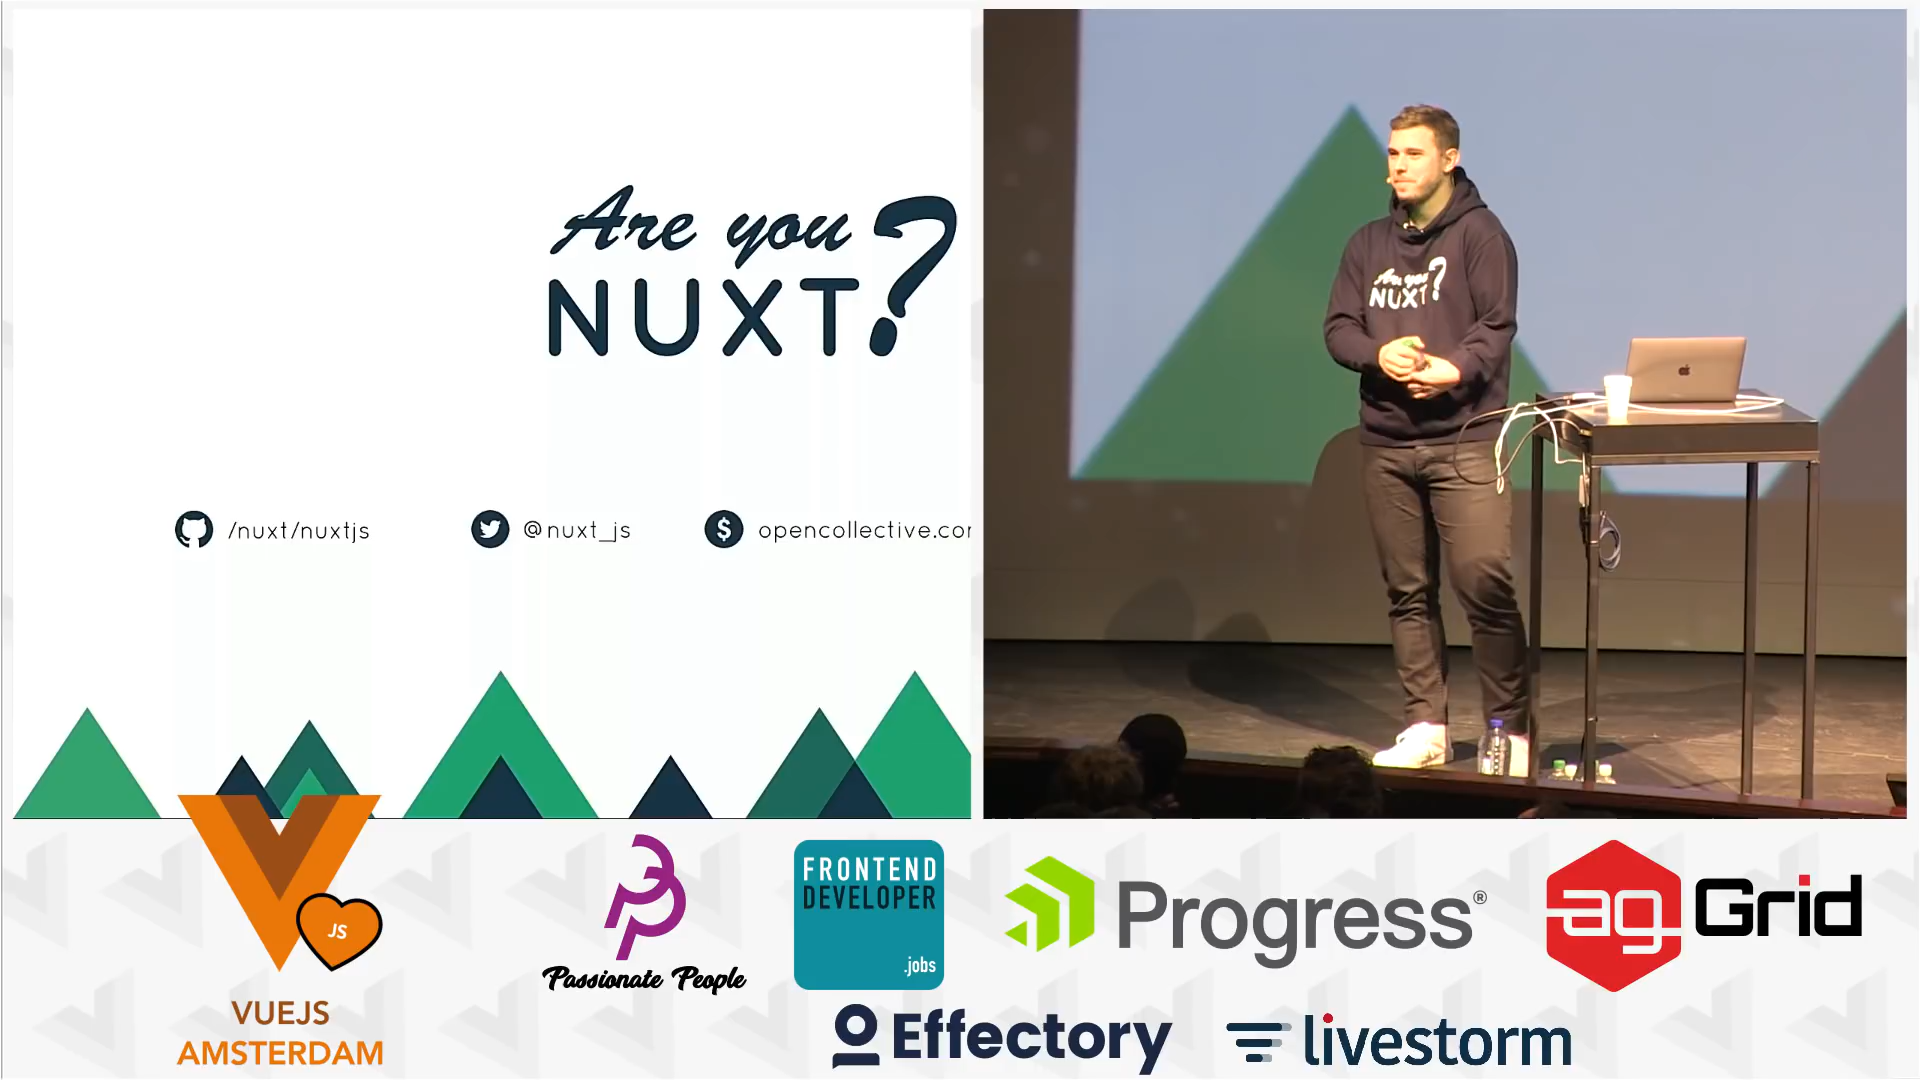 Are you
NUXT?
/nuxt/nuxtjs
@nuxt_js
opencollective.cor
Are you
NUXT?
JS
VUEJS
AMSTERDAM
Passionate People
FRONTEND
DEVELOPER
.jobs
Progress®
ag Grid
Effectory
livestorm